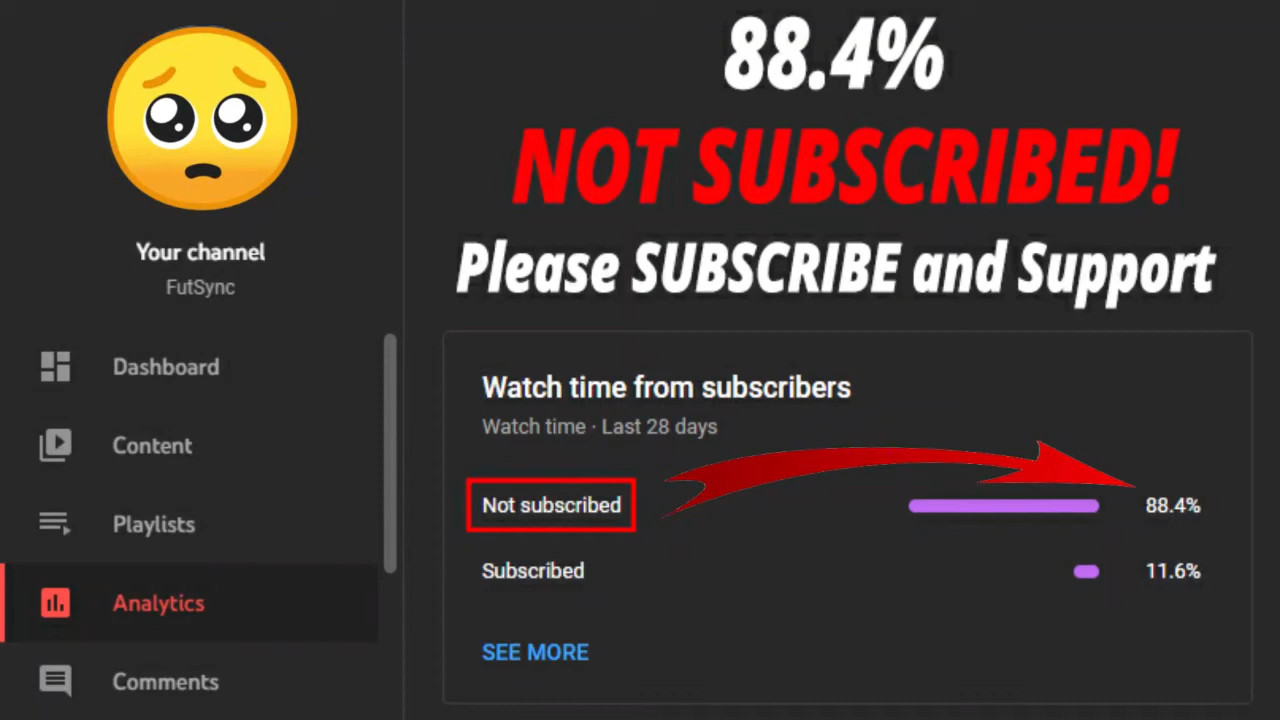 88.4%
NOT SUBSCRIBED!
Please SUBSCRIBE and Support
Your channel
FutSync
Dashboard
Content
Playlists
Analytics
Comments
Watch time from subscribers
Watch time · Last 28 days
Not subscribed 88.4%
Subscribed 11.6%
SEE MORE